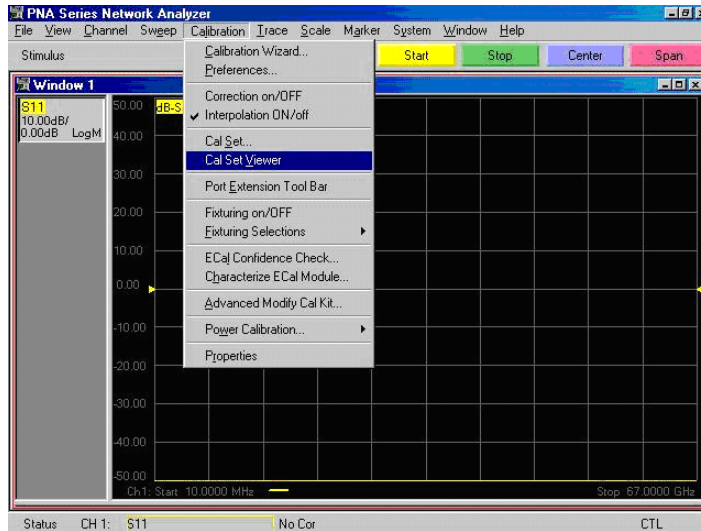 PNA Series Network Analyzer
File View Channel Sweep Calibration Trace Scale Marker System Window Help
Stimulus Start Stop Center Span
Calibration Wizard...
Preferences...
Correction on/OFF
Interpolation ON/off
Cal Set...
Cal Set Viewer
Port Extension Tool Bar
Fixturing on/OFF
Fixturing Selections
ECal Confidence Check...
Characterize ECal Module...
Advanced Modify Cal Kit...
Power Calibration...
Properties
Window 1
S11
10.00dB/
0.00dB LogM
50.00 dB-S
40.00
30.00
20.00
10.00
0.00
-10.00
-20.00
-30.00
-40.00
-50.00
Ch1: Start 10.0000 MHz Stop 67.0000 GHz
Status CH 1: S11 No Cor CTL